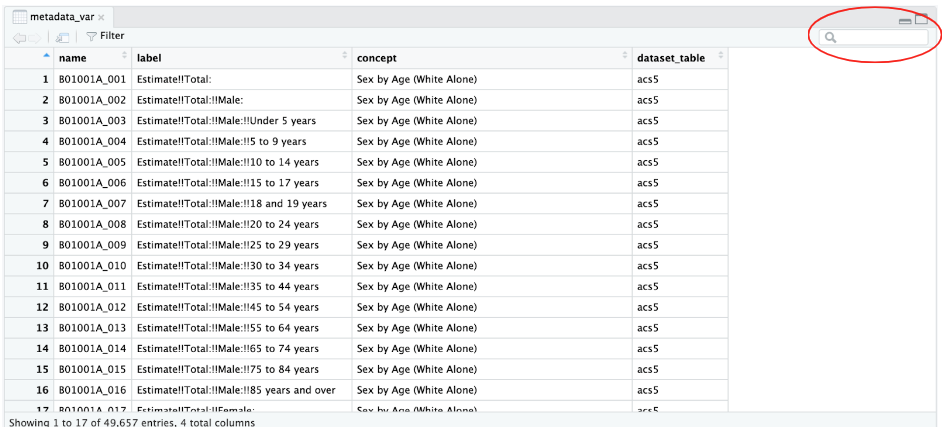 metadata_var
Filter
name label concept dataset_table
1 B01001A_001 Estimate!!Total: Sex by Age (White Alone) acs5
2 B01001A_002 Estimate!!Total:!!Male: Sex by Age (White Alone) acs5
3 B01001A_003 Estimate!!Total:!!Male:!!Under 5 years Sex by Age (White Alone) acs5
4 B01001A_004 Estimate!!Total:!!Male:!!5 to 9 years Sex by Age (White Alone) acs5
5 B01001A_005 Estimate!!Total:!!Male:!!10 to 14 years Sex by Age (White Alone) acs5
6 B01001A_006 Estimate!!Total:!!Male:!!15 to 17 years Sex by Age (White Alone) acs5
7 B01001A_007 Estimate!!Total:!!Male:!!18 and 19 years Sex by Age (White Alone) acs5
8 B01001A_008 Estimate!!Total:!!Male:!!20 to 24 years Sex by Age (White Alone) acs5
9 B01001A_009 Estimate!!Total:!!Male:!!25 to 29 years Sex by Age (White Alone) acs5
10 B01001A_010 Estimate!!Total:!!Male:!!30 to 34 years Sex by Age (White Alone) acs5
11 B01001A_011 Estimate!!Total:!!Male:!!35 to 44 years Sex by Age (White Alone) acs5
12 B01001A_012 Estimate!!Total:!!Male:!!45 to 54 years Sex by Age (White Alone) acs5
13 B01001A_013 Estimate!!Total:!!Male:!!55 to 64 years Sex by Age (White Alone) acs5
14 B01001A_014 Estimate!!Total:!!Male:!!65 to 74 years Sex by Age (White Alone) acs5
15 B01001A_015 Estimate!!Total:!!Male:!!75 to 84 years Sex by Age (White Alone) acs5
16 B01001A_016 Estimate!!Total:!!Male:!!85 years and over Sex by Age (White Alone) acs5
17 B01001A_017 Estimate!!Total:!!Female: Sex by Age (White Alone) acs5
Showing 1 to 17 of 49,657 entries, 4 total columns